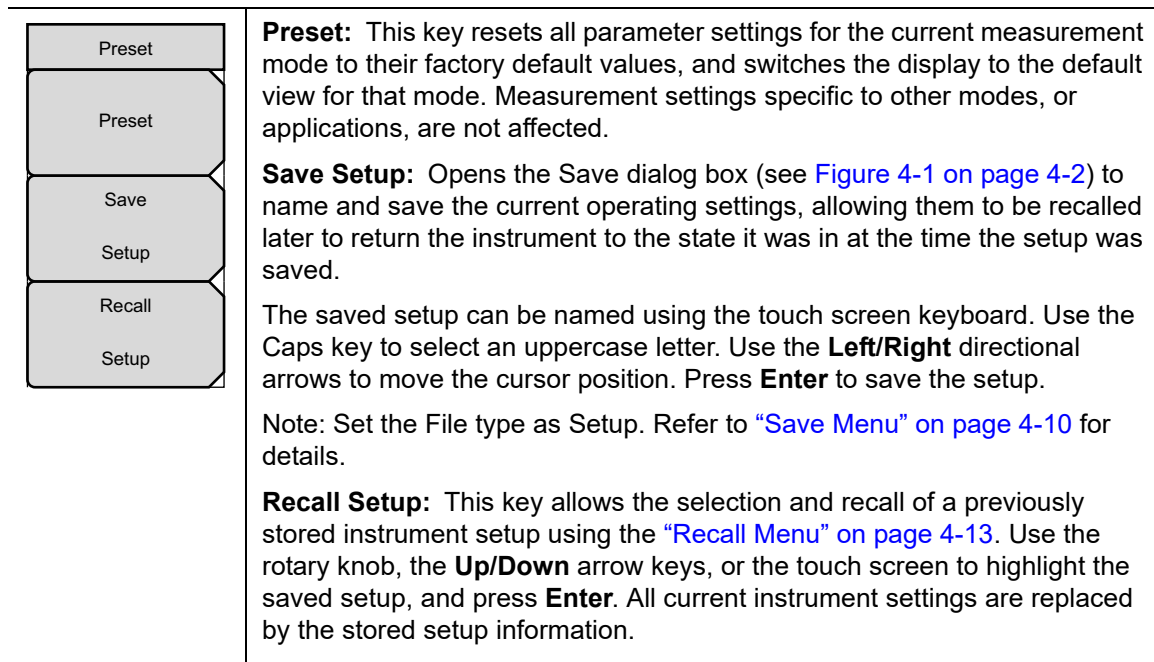 Preset
Preset
Save
Setup
Recall
Setup
Preset: This key resets all parameter settings for the current measurement
mode to their factory default values, and switches the display to the default
view for that mode. Measurement settings specific to other modes, or
applications, are not affected.
Save Setup: Opens the Save dialog box (see Figure 4-1 on page 4-2) to
name and save the current operating settings, allowing them to be recalled
later to return the instrument to the state it was in at the time the setup was
saved.
The saved setup can be named using the touch screen keyboard. Use the
Caps key to select an uppercase letter. Use the Left/Right directional
arrows to move the cursor position. Press Enter to save the setup.
Note: Set the File type as Setup. Refer to “Save Menu” on page 4-10 for
details.
Recall Setup: This key allows the selection and recall of a previously
stored instrument setup using the “Recall Menu” on page 4-13. Use the
rotary knob, the Up/Down arrow keys, or the touch screen to highlight the
saved setup, and press Enter. All current instrument settings are replaced
by the stored setup information.